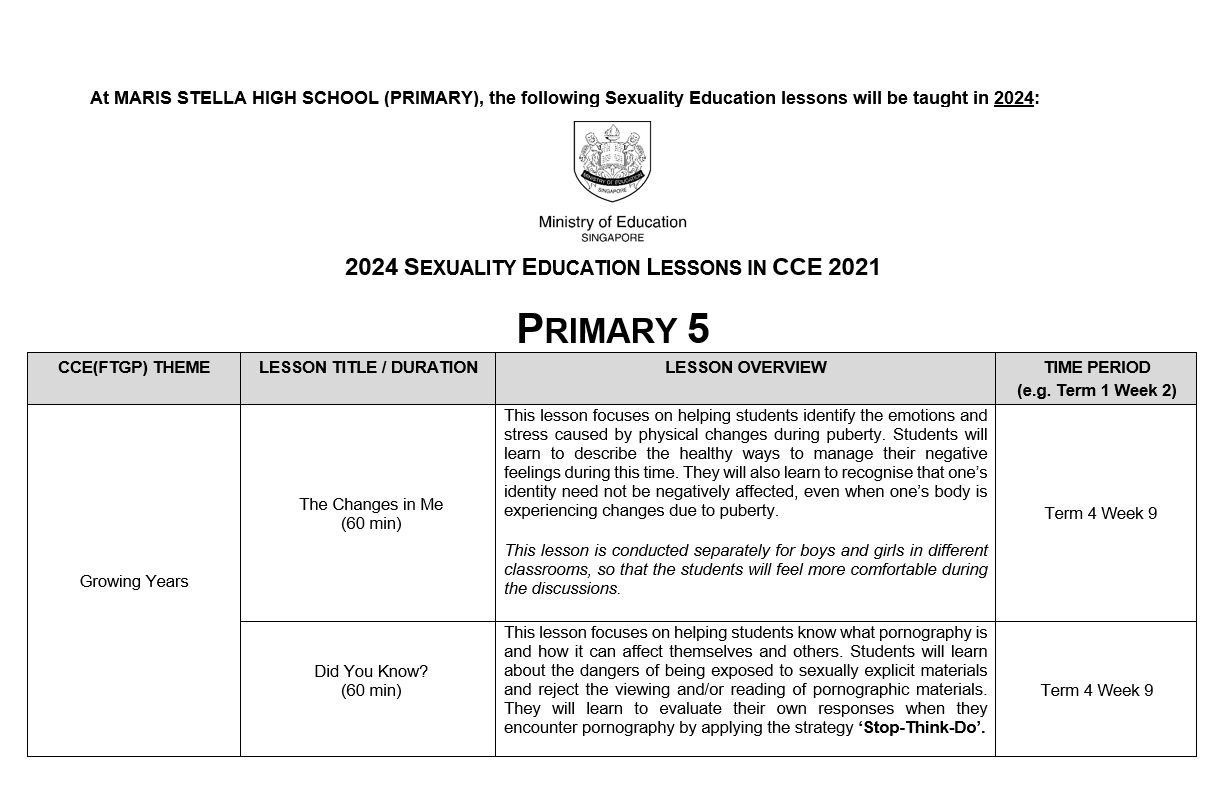 At MARIS STELLA HIGH SCHOOL (PRIMARY), the following Sexuality Education lessons will be taught in 2024:
MINISTRY OF EDUCATION
SINGAPORE
Ministry of Education
SINGAPORE
2024 SEXUALITY EDUCATION LESSONS IN CCE 2021
PRIMARY 5
CCE(FTGP) THEME
LESSON TITLE / DURATION
LESSON OVERVIEW
TIME PERIOD
(e.g. Term 1 Week 2)
Growing Years
The Changes in Me
(60 min)
This lesson focuses on helping students identify the emotions and
stress caused by physical changes during puberty. Students will
learn to describe the healthy ways to manage their negative
feelings during this time. They will also learn to recognise that one’s
identity need not be negatively affected, even when one’s body is
experiencing changes due to puberty.
This lesson is conducted separately for boys and girls in different
classrooms, so that the students will feel more comfortable during
the discussions.
Term 4 Week 9
Did You Know?
(60 min)
This lesson focuses on helping students know what pornography is
and how it can affect themselves and others. Students will learn
about the dangers of being exposed to sexually explicit materials
and reject the viewing and/or reading of pornographic materials.
They will learn to evaluate their own responses when they
encounter pornography by applying the strategy ‘Stop-Think-Do’.
Term 4 Week 9